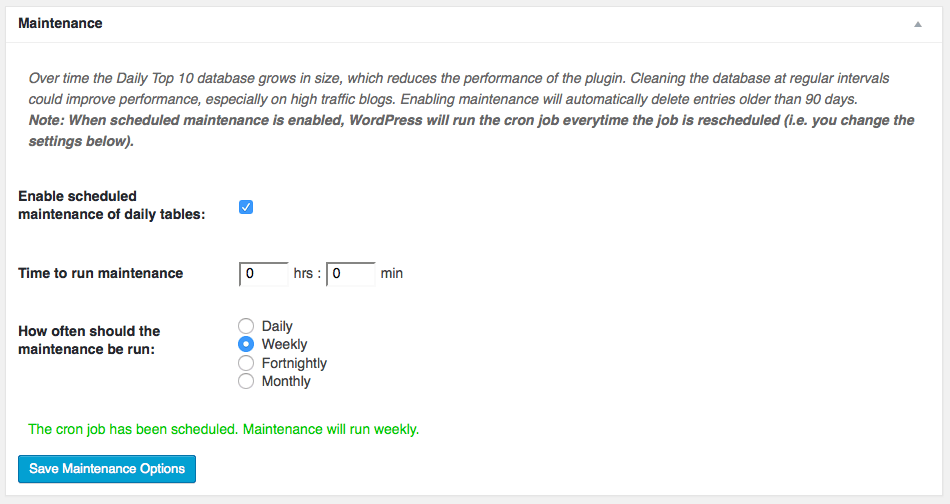 Maintenance
Over time the Daily Top 10 database grows in size, which reduces the performance of the plugin. Cleaning the database at regular intervals
could improve performance, especially on high traffic blogs. Enabling maintenance will automatically delete entries older than 90 days.
Note: When scheduled maintenance is enabled, WordPress will run the cron job everytime the job is rescheduled (i.e. you change the
settings below).
Enable scheduled
maintenance of daily tables:
Time to run maintenance 0 hrs : 0 min
How often should the
maintenance be run:
Daily
Weekly
Fortnightly
Monthly
The cron job has been scheduled. Maintenance will run weekly.
Save Maintenance Options